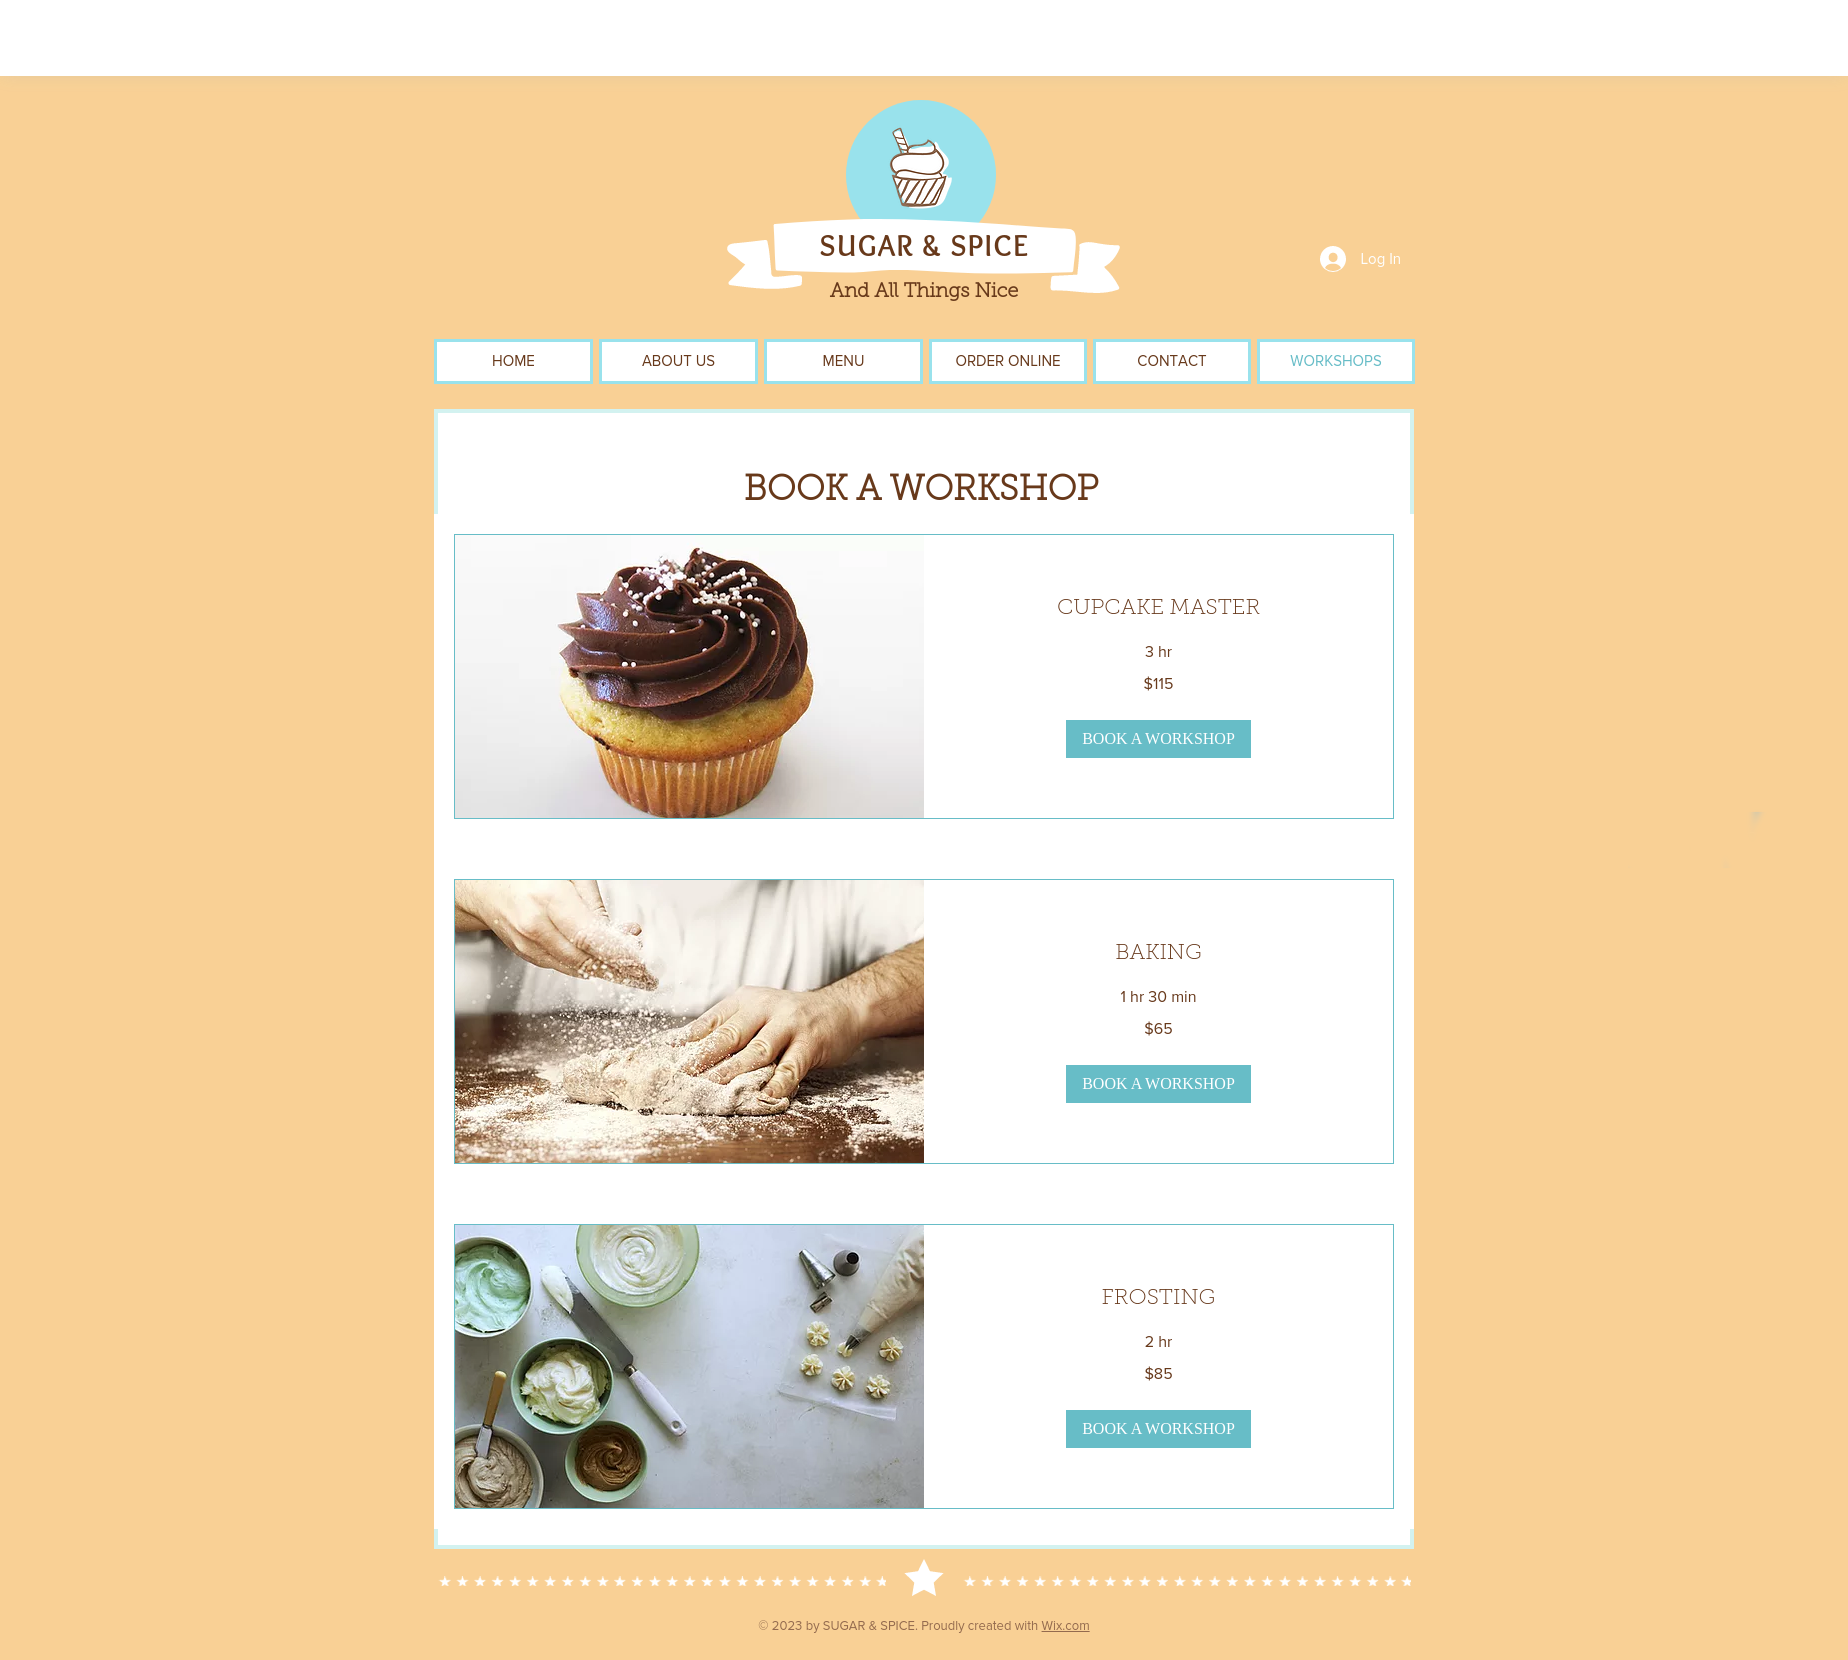 SUGAR & SPICE
And All Things Nice
Log In
HOME
ABOUT US
MENU
ORDER ONLINE
CONTACT
WORKSHOPS
BOOK A WORKSHOP
CUPCAKE MASTER
3 hr
$115
BOOK A WORKSHOP
BAKING
1 hr 30 min
$65
BOOK A WORKSHOP
FROSTING
2 hr
$85
BOOK A WORKSHOP
© 2023 by SUGAR & SPICE. Proudly created with Wix.com